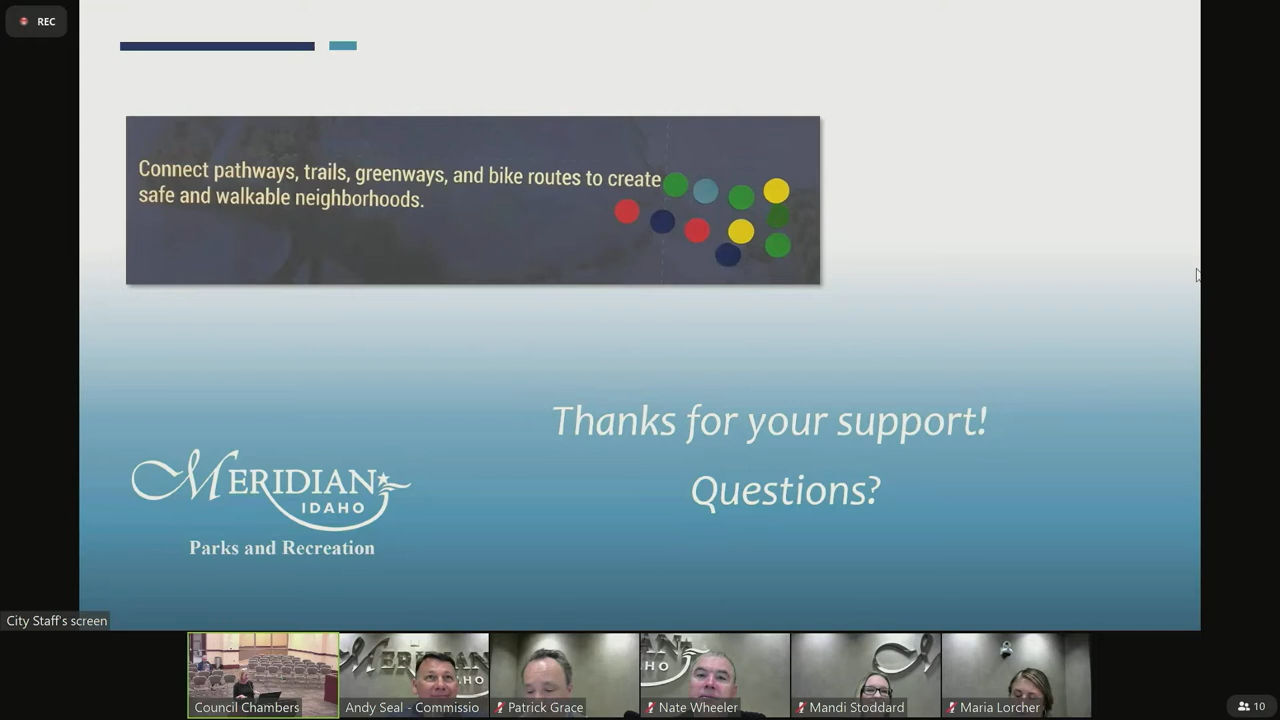 REC
Connect pathways, trails, greenways, and bike routes to create
safe and walkable neighborhoods.
Thanks for your support!
Questions?
MERIDIAN
IDAHO
Parks and Recreation
City Staff's screen
MERIDIAN
IDAHO
Council Chambers
Andy Seal - Commissio
Patrick Grace
Nate Wheeler
Mandi Stoddard
Maria Lorcher
10